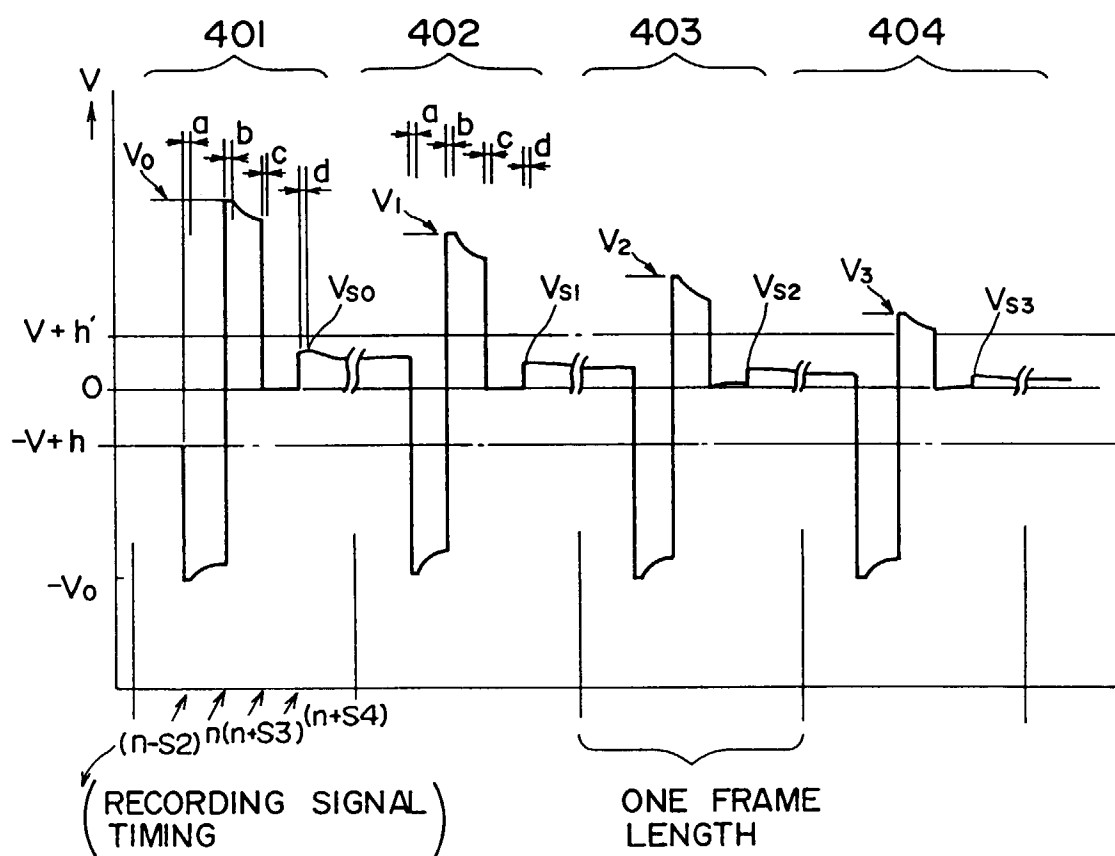 401 402 403 404
V
a b c d
a b c d
V0
V1
V2
V3
VS0
VS1
VS2
VS3
V+h'
0
-V+h
-V0
(n-S2) n (n+S3) (n+S4)
(RECORDING SIGNAL
TIMING)
ONE FRAME
LENGTH